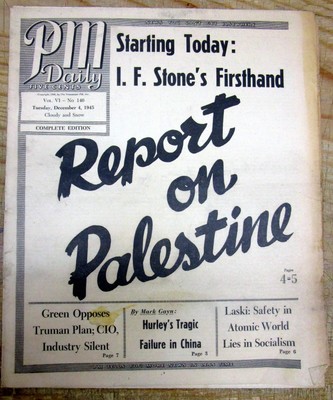 PM
Daily
FIVE CENTS
Vol. VI—No. 146
Tuesday, December 4, 1945
Cloudy and Snow
COMPLETE EDITION
Starting Today:
I. F. Stone's Firsthand
Report
on
Palestine
Pages
4-5
Green Opposes
Truman Plan; CIO,
Industry Silent
Page 7
By Mark Gayn:
Hurley's Tragic
Failure in China
Page 3
Laski: Safety in
Atomic World
Lies in Socialism
Page 6